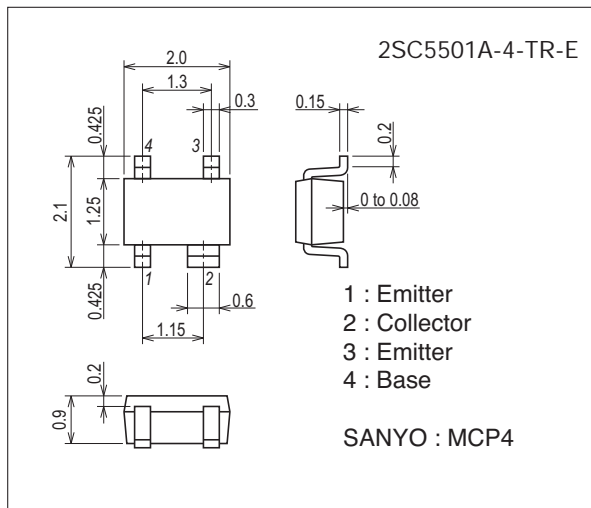 2SC5501A-4-TR-E
2.0
1.3
0.3
0.15
0.2
0.425
4
3
0 to 0.08
2.1
1.25
0.425
1
2
0.6
1.15
1 : Emitter
2 : Collector
3 : Emitter
4 : Base
0.2
0.9
SANYO : MCP4